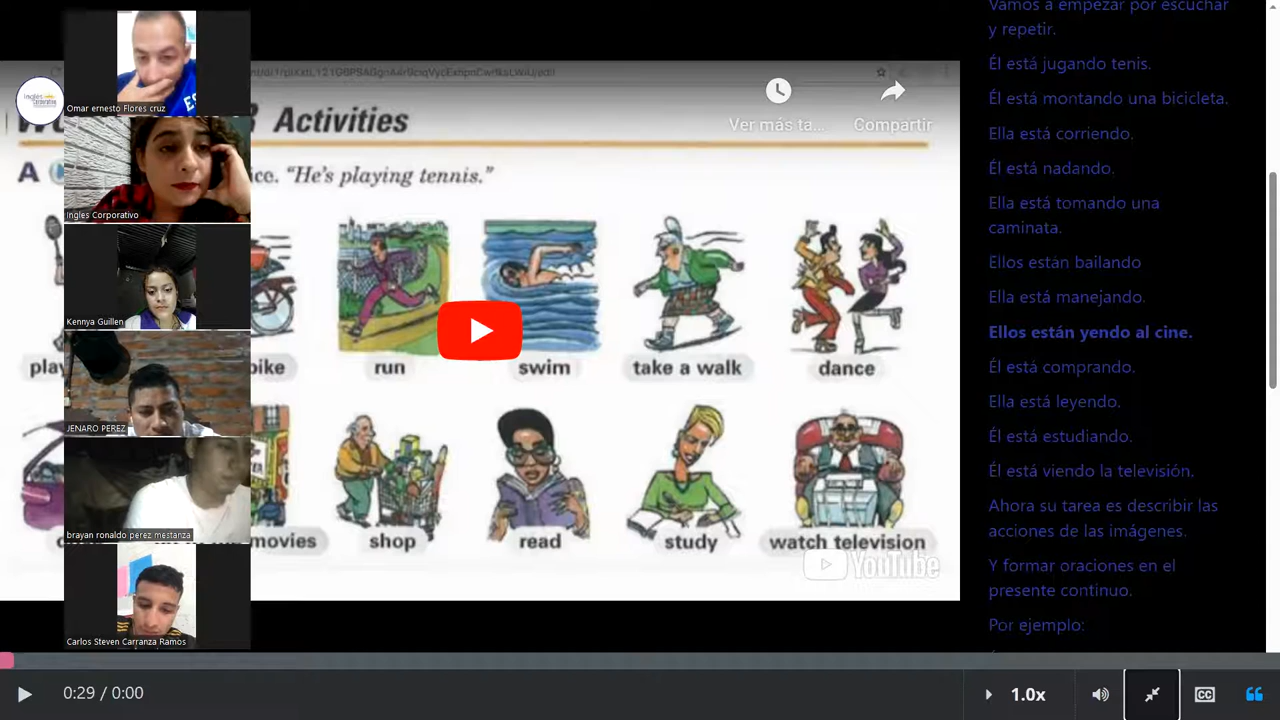 Vamos a empezar por escuchar
y repetir.
Él está jugando tenis.
Él está montando una bicicleta.
Ella está corriendo.
Él está nadando.
Ella está tomando una
caminata.
Ellos están bailando
Ella está manejando.
Ellos están yendo al cine.
Él está comprando.
Ella está leyendo.
Él está estudiando.
Él está viendo la televisión.
Ahora su tarea es describir las
acciones de las imágenes.
Y formar oraciones en el
presente continuo.
Por ejemplo:
Omar ernesto Flores cruz
Ingles Corporativo
Kennya Guillen
JENARO PEREZ
brayan ronaldo perez mestanza
Carlos Steven Carranza Ramos
Activities
Ver más ta...
Compartir
"He's playing tennis."
bike
run
swim
take a walk
dance
movies
shop
read
study
watch television
YouTube
0:29 / 0:00
1.0x
CC